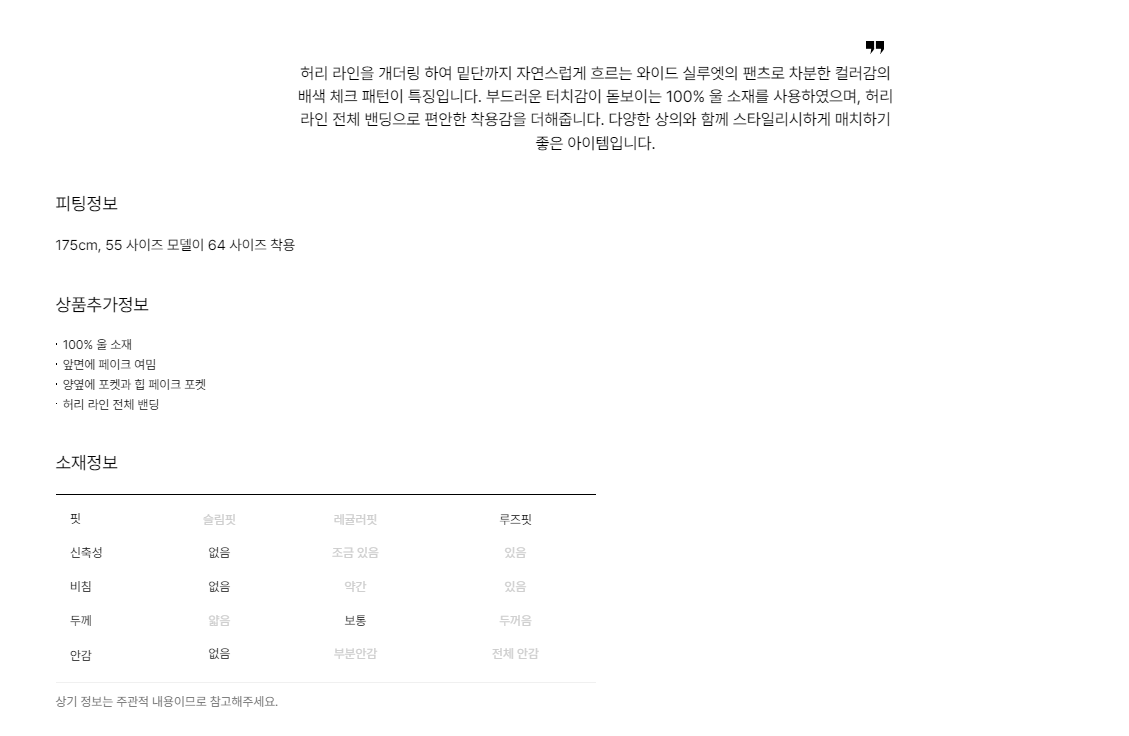 ❞
허리 라인을 개더링 하여 밑단까지 자연스럽게 흐르는 와이드 실루엣의 팬츠로 차분한 컬러감의
배색 체크 패턴이 특징입니다. 부드러운 터치감이 돋보이는 100% 울 소재를 사용하였으며, 허리
라인 전체 밴딩으로 편안한 착용감을 더해줍니다. 다양한 상의와 함께 스타일리시하게 매치하기
좋은 아이템입니다.
피팅정보
175cm, 55 사이즈 모델이 64 사이즈 착용
상품추가정보
· 100% 울 소재
· 앞면에 페이크 여밈
· 양옆에 포켓과 힙 페이크 포켓
· 허리 라인 전체 밴딩
소재정보
핏 슬림핏 레귤러핏 루즈핏
신축성 없음 조금 있음 있음
비침 없음 약간 있음
두께 얇음 보통 두꺼움
안감 없음 부분안감 전체 안감
상기 정보는 주관적 내용이므로 참고해주세요.